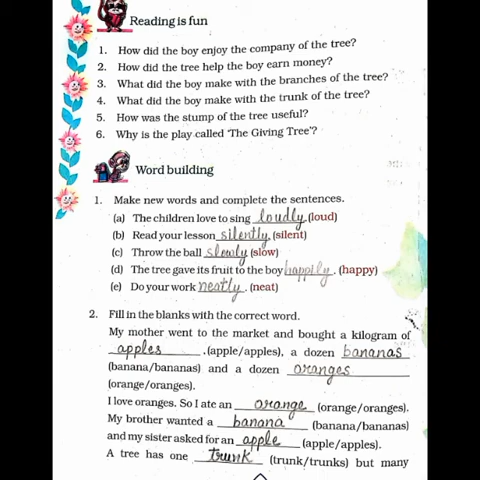 Reading is fun
1. How did the boy enjoy the company of the tree?
2. How did the tree help the boy earn money?
3. What did the boy make with the branches of the tree?
4. What did the boy make with the trunk of the tree?
5. How was the stump of the tree useful?
6. Why is the play called 'The Giving Tree'?
Word building
1. Make new words and complete the sentences.
(a) The children love to sing loudly. (loud)
(b) Read your lesson silently. (silent)
(c) Throw the ball slowly (slow)
(d) The tree gave its fruit to the boy happily. (happy)
(e) Do your work neatly. (neat)
2. Fill in the blanks with the correct word.
My mother went to the market and bought a kilogram of
apples. (apple/apples), a dozen bananas
(banana/bananas) and a dozen oranges
(orange/oranges).
I love oranges. So I ate an orange (orange/oranges).
My brother wanted a banana (banana/bananas)
and my sister asked for an apple (apple/apples).
A tree has one trunk (trunk/trunks) but many